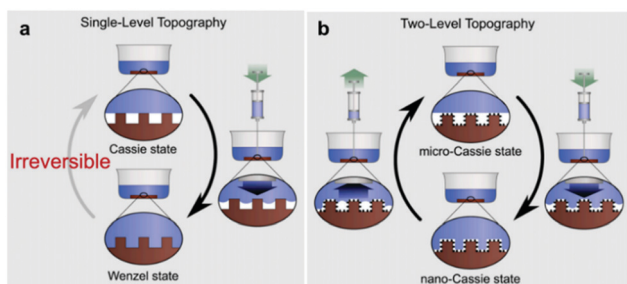 a Single-Level Topography
Cassie state
Irreversible
Wenzel state
b Two-Level Topography
micro-Cassie state
nano-Cassie state